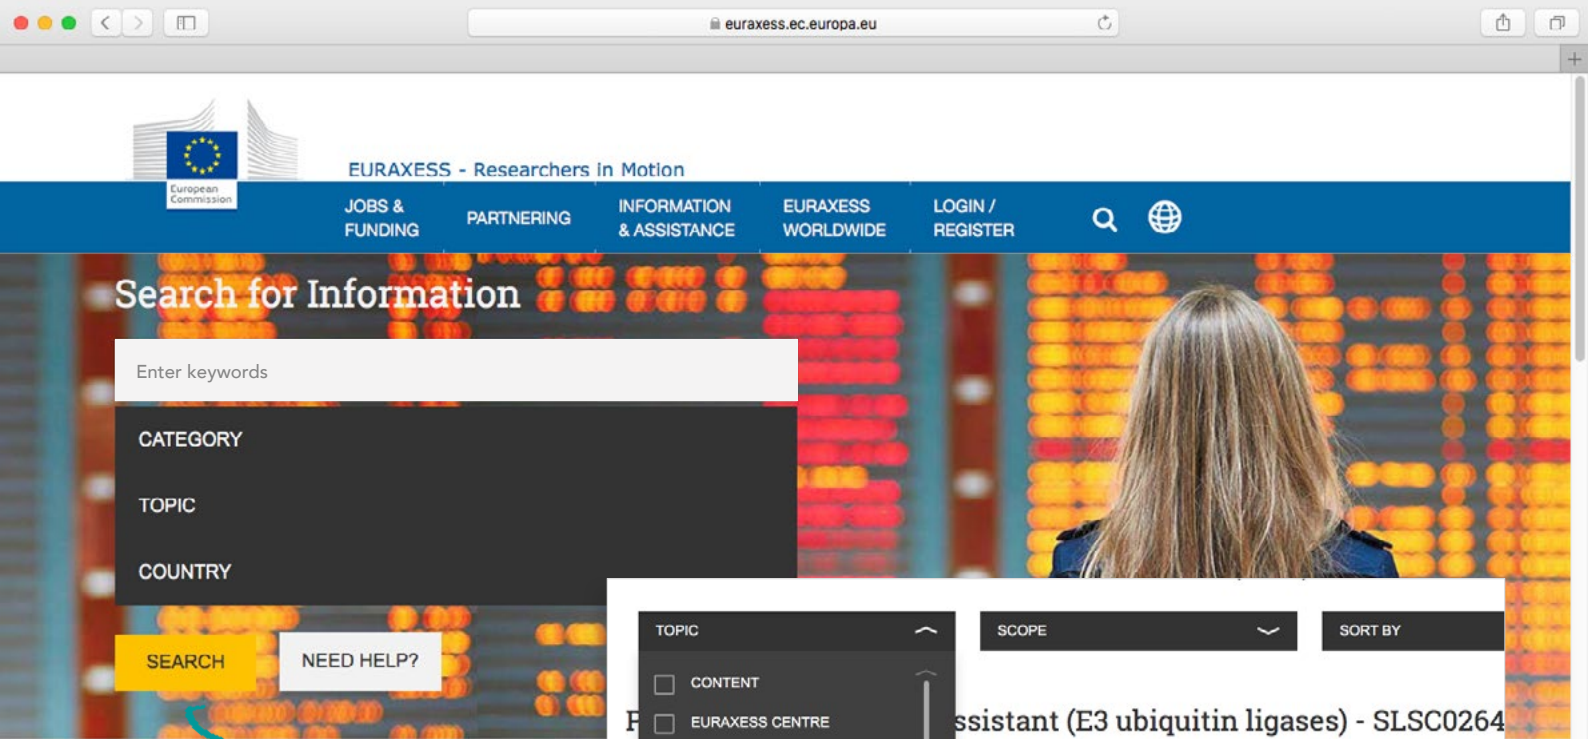 euraxess.ec.europa.eu
European
Commission
EURAXESS - Researchers in Motion
JOBS &
FUNDING
PARTNERING
INFORMATION
& ASSISTANCE
EURAXESS
WORLDWIDE
LOGIN /
REGISTER
Search for Information
Enter keywords
CATEGORY
TOPIC
COUNTRY
SEARCH
NEED HELP?
TOPIC
SCOPE
SORT BY
CONTENT
EURAXESS CENTRE
(E3 ubiquitin ligases) - SLSC0264